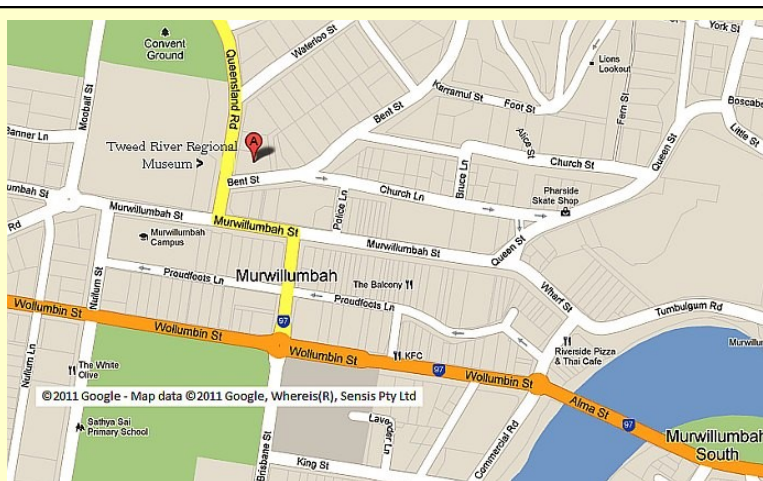 Convent
Ground
Waterloo St
Lions
Lookout
York St
Mooball St
Queensland Rd
Bent St
Karramul St
Foot St
Fern St
Boscabe
Banner Ln
Tweed River Regional
Museum >
A
Alice St
Queen St
Little St
Bent St
Police Ln
Church Ln
Bruce Ln
Church St
umbah St
Murwillumbah St
Pharside
Skate Shop
Murwillumbah St
Murwillumbah
Campus
Murwillumbah St
Queen St
Nullum St
Proudfoots Ln
Murwillumbah
The Balcony
Wharf St
Proudfoots Ln
Tumbulgum Rd
Wollumbin St
Wollumbin St
97
Murwillum
Nullum Ln
Wollumbin St
KFC
Riverside Pizza
& Thai Cafe
The White
Olive
97
Wollumbin St
©2011 Google - Map data ©2011 Google, Whereis(R), Sensis Pty Ltd
Alma St
97
Sathya Sai
Primary School
Brisbane St
Lavender Ln
King St
Commercial Rd
Murwillumbah
South